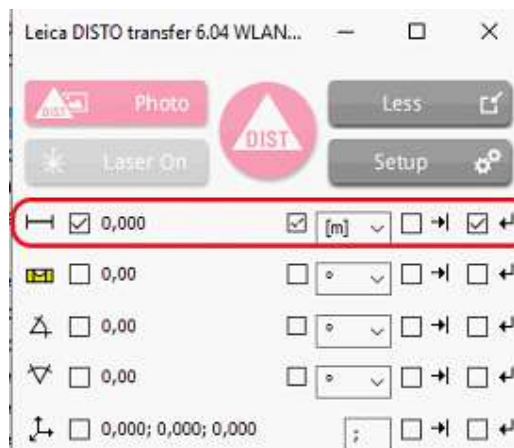 Leica DISTO transfer 6.04 WLAN...
DIST Photo
DIST
Less
Laser On
Setup
0,000 [m]
0,00 °
0,00 °
0,00 °
0,000; 0,000; 0,000 ;